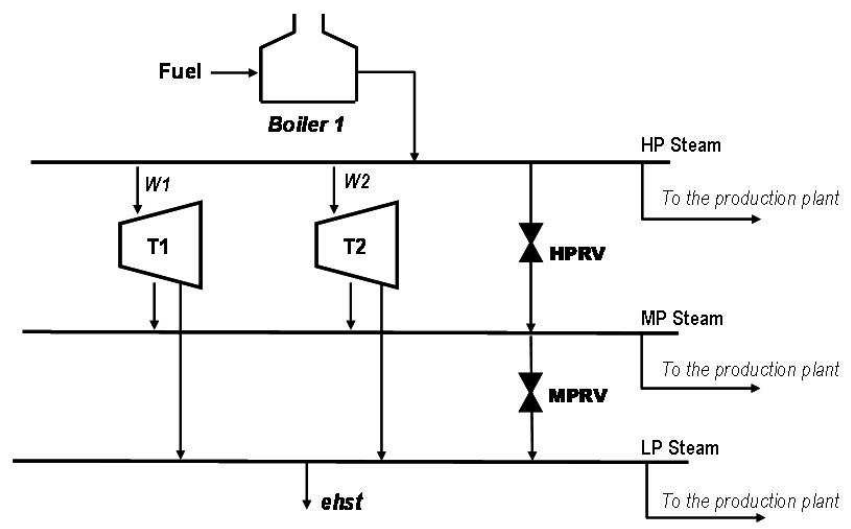 Fuel
Boiler 1
HP Steam
To the production plant
W1
W2
T1
T2
HPRV
MP Steam
To the production plant
MPRV
LP Steam
ehst
To the production plant